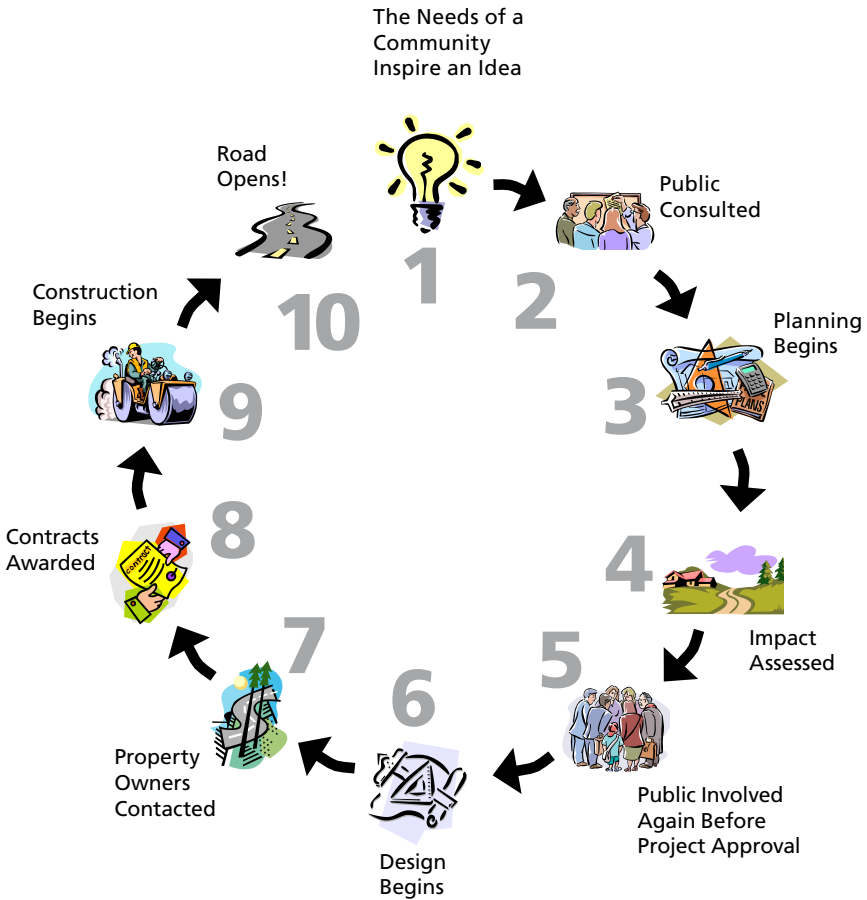 The Needs of a
Community
Inspire an Idea
1
Public
Consulted
2
Planning
Begins
PLANS
3
4
Impact
Assessed
5
Public Involved
Again Before
Project Approval
6
Design
Begins
7
Property
Owners
Contacted
8
Contracts
Awarded
contract
9
Construction
Begins
10
Road
Opens!